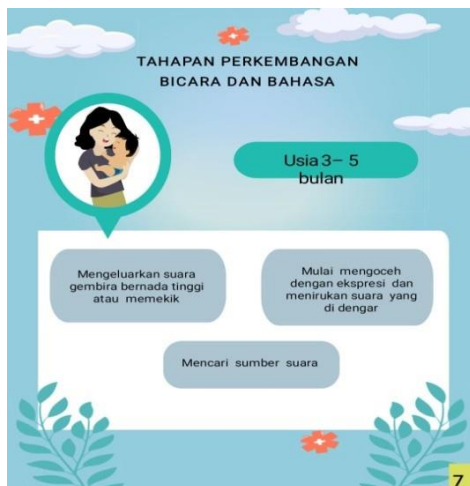 TAHAPAN PERKEMBANGAN
BICARA DAN BAHASA
Usia 3– 5
bulan
Mengeluarkan suara
gembira bernada tinggi
atau memekik
Mulai mengoceh
dengan ekspresi dan
menirukan suara yang
di dengar
Mencari sumber suara
7